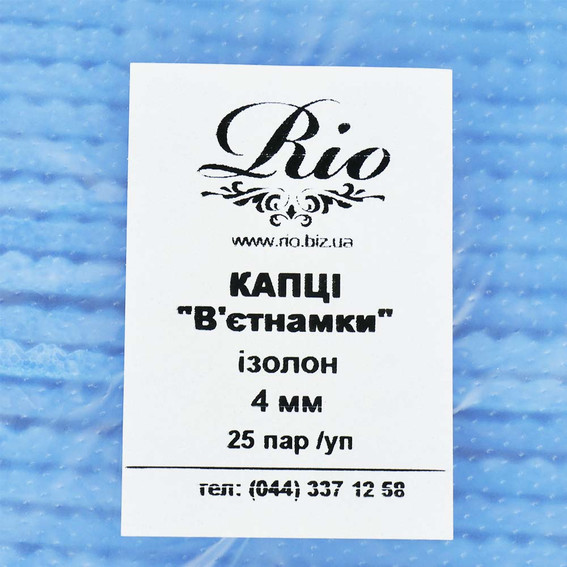 Rio
www.rio.biz.ua
КАПЦІ
"В'єтнамки"
ізолон
4 мм
25 пар /уп
тел: (044) 337 12 58